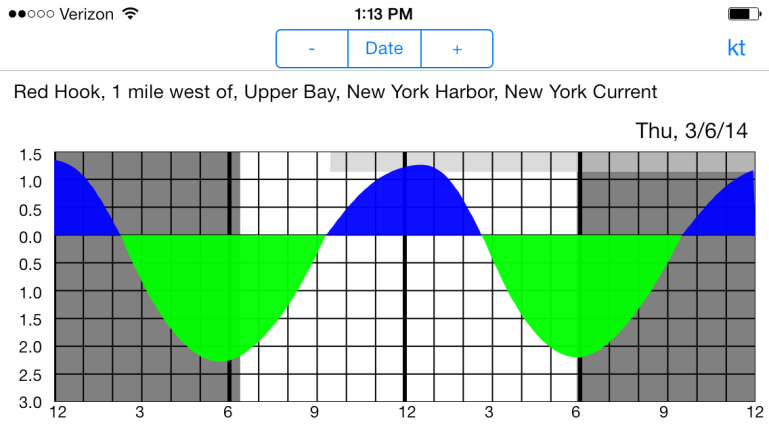 Verizon 1:13 PM
- Date + kt
Red Hook, 1 mile west of, Upper Bay, New York Harbor, New York Current
Thu, 3/6/14
1.5
1.0
0.5
0.0
0.5
1.0
1.5
2.0
2.5
3.0
12 3 6 9 12 3 6 9 12